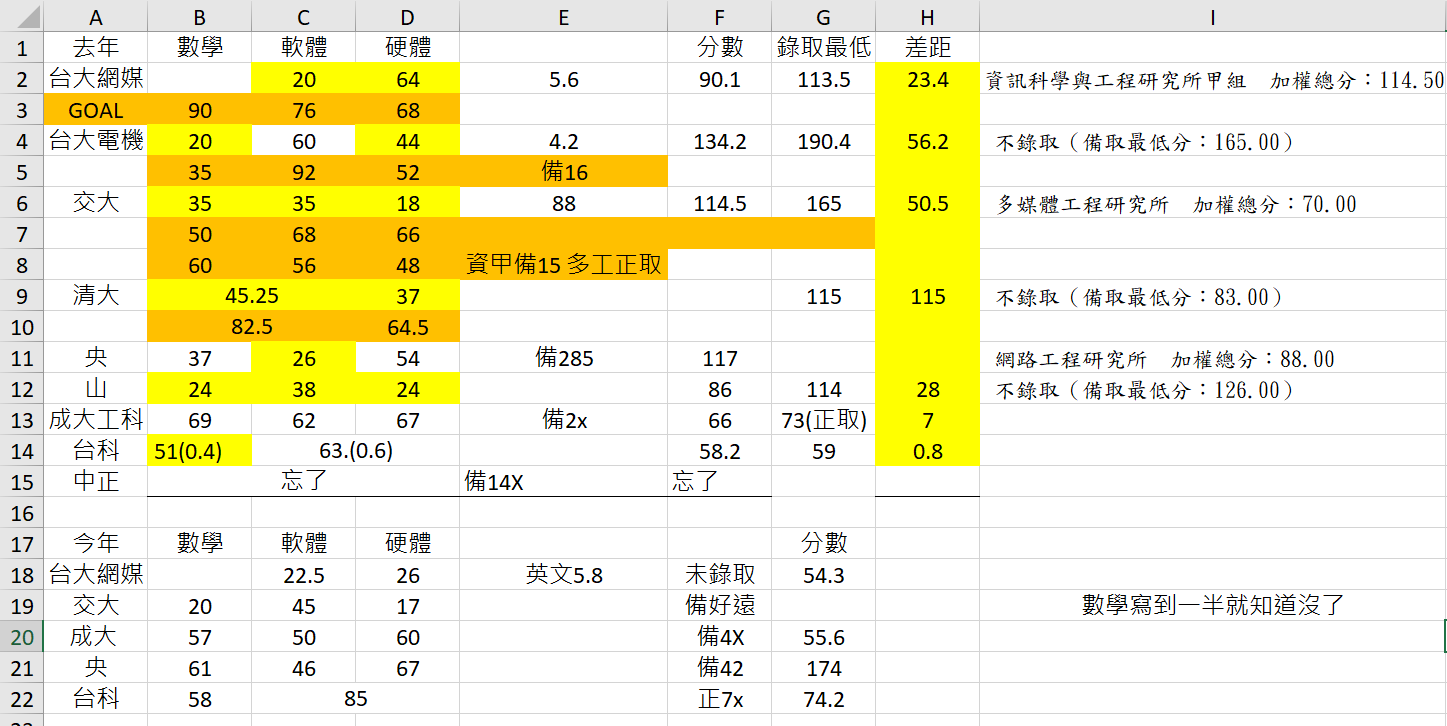 A B C D E F G H I
1 去年 數學 軟體 硬體 分數 錄取最低 差距
2 台大網媒 20 64 5.6 90.1 113.5 23.4 資訊科學與工程研究所甲組 加權總分：114.50
3 GOAL 90 76 68
4 台大電機 20 60 44 4.2 134.2 190.4 56.2 不錄取（備取最低分：165.00）
5 35 92 52 備16
6 交大 35 35 18 88 114.5 165 50.5 多媒體工程研究所 加權總分：70.00
7 50 68 66
8 60 56 48 資甲備15 多工正取
9 清大 45.25 37 115 115 不錄取（備取最低分：83.00）
10 82.5 64.5
11 央 37 26 54 備285 117 網路工程研究所 加權總分：88.00
12 山 24 38 24 86 114 28 不錄取（備取最低分：126.00）
13 成大工科 69 62 67 備2x 66 73(正取) 7
14 台科 51(0.4) 63.(0.6) 58.2 59 0.8
15 中正 忘了 備14X 忘了
16
17 今年 數學 軟體 硬體 分數
18 台大網媒 22.5 26 英文5.8 未錄取 54.3
19 交大 20 45 17 備好遠 數學寫到一半就知道沒了
20 成大 57 50 60 備4X 55.6
21 央 61 46 67 備42 174
22 台科 58 85 正7x 74.2